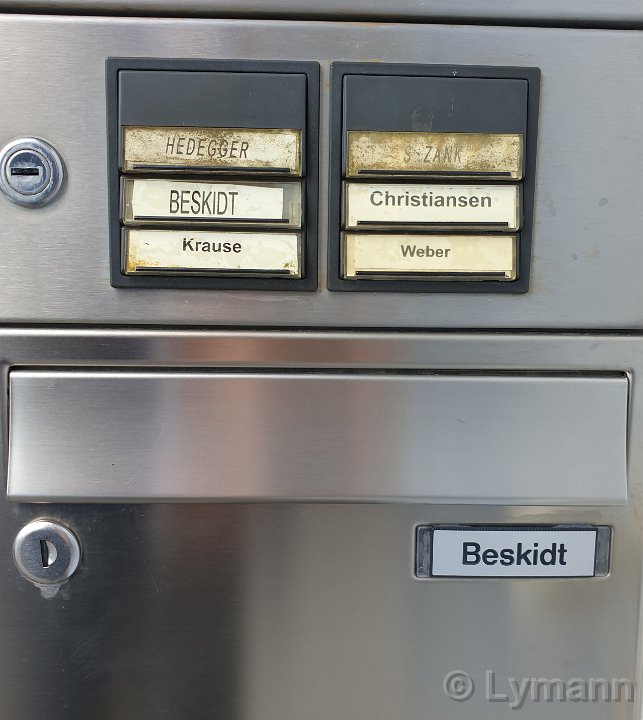 HEDEGGER
BESKIDT
Krause
S. ZANK
Christiansen
Weber
Beskidt
© Lymann